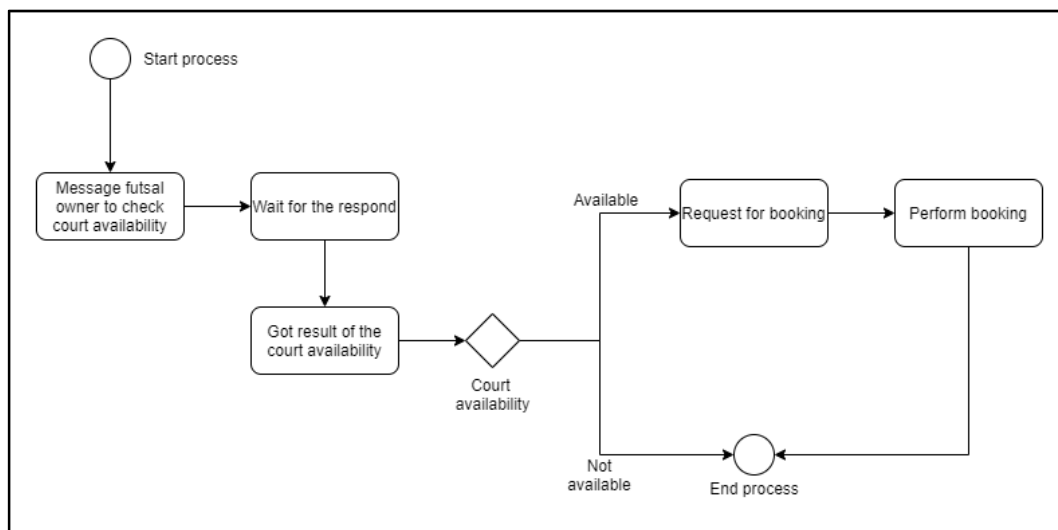 Start process
Message futsal
owner to check
court availability
Wait for the respond
Got result of the
court availability
Court
availability
Available
Request for booking
Perform booking
Not
available
End process